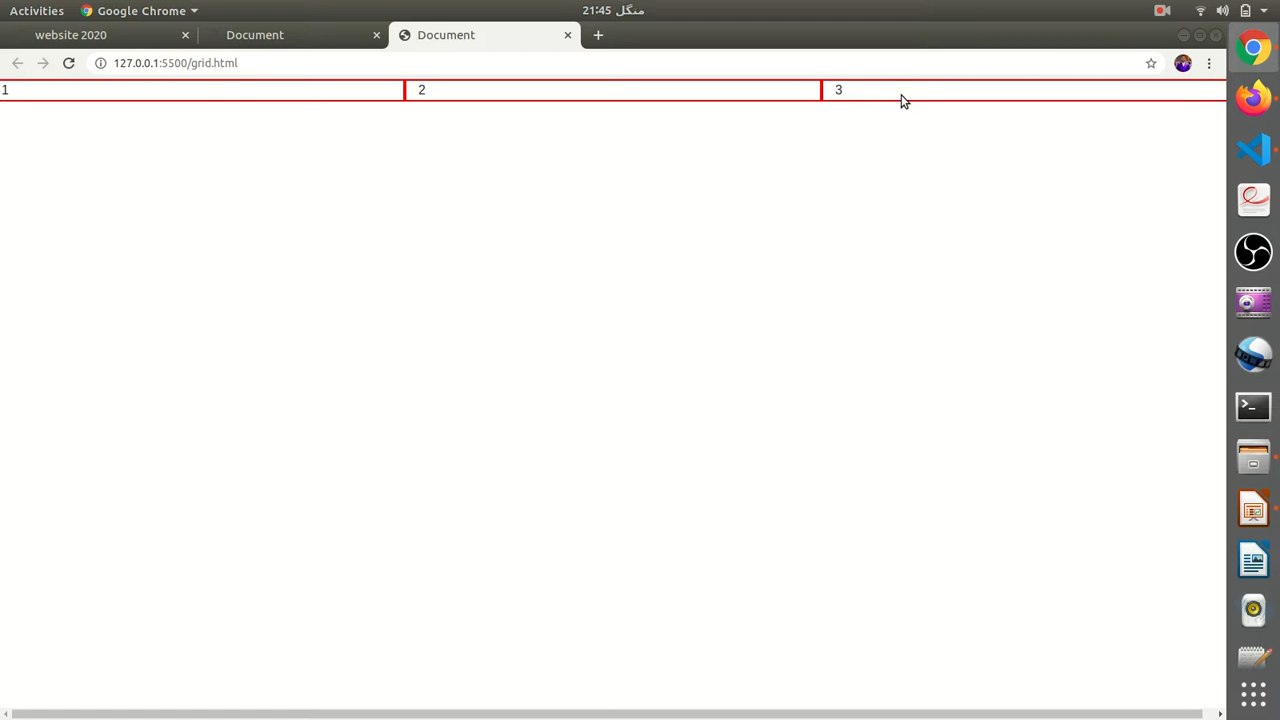 Activities Google Chrome 21:45 منگل
website 2020 Document Document
127.0.0.1:5500/grid.html
1 2 3